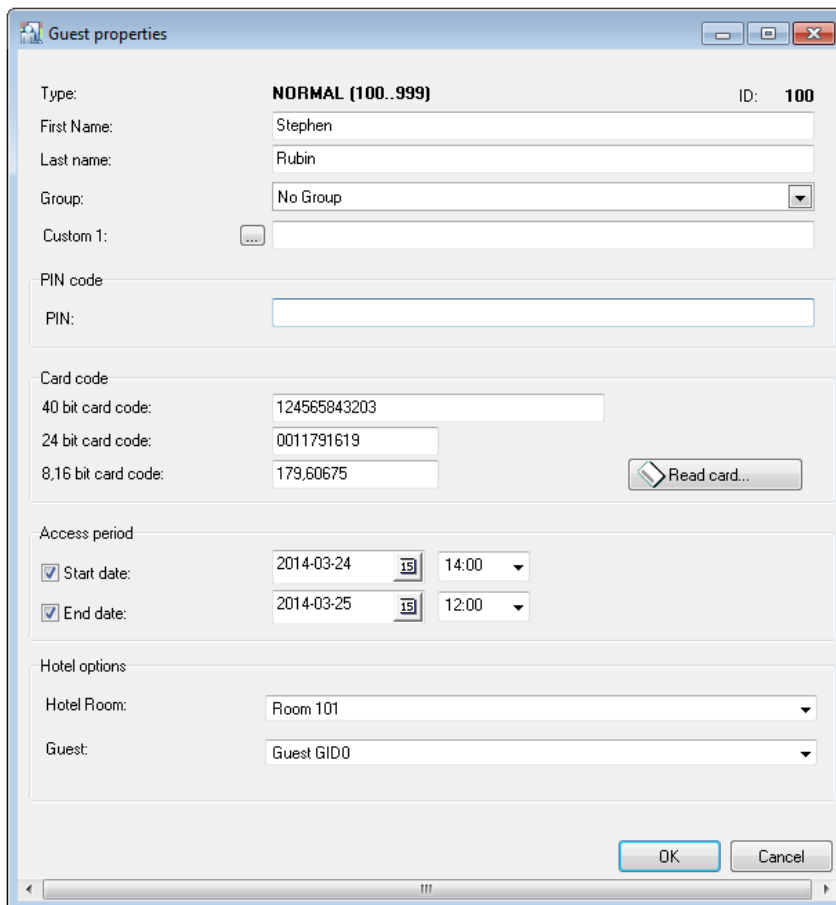 Guest properties
Type: NORMAL (100..999) ID: 100
First Name: Stephen
Last name: Rubin
Group: No Group
Custom 1: ...
PIN code
PIN:
Card code
40 bit card code: 124565843203
24 bit card code: 0011791619
8,16 bit card code: 179,60675 Read card...
Access period
Start date: 2014-03-24 15 14:00
End date: 2014-03-25 15 12:00
Hotel options
Hotel Room: Room 101
Guest: Guest GID0
OK Cancel